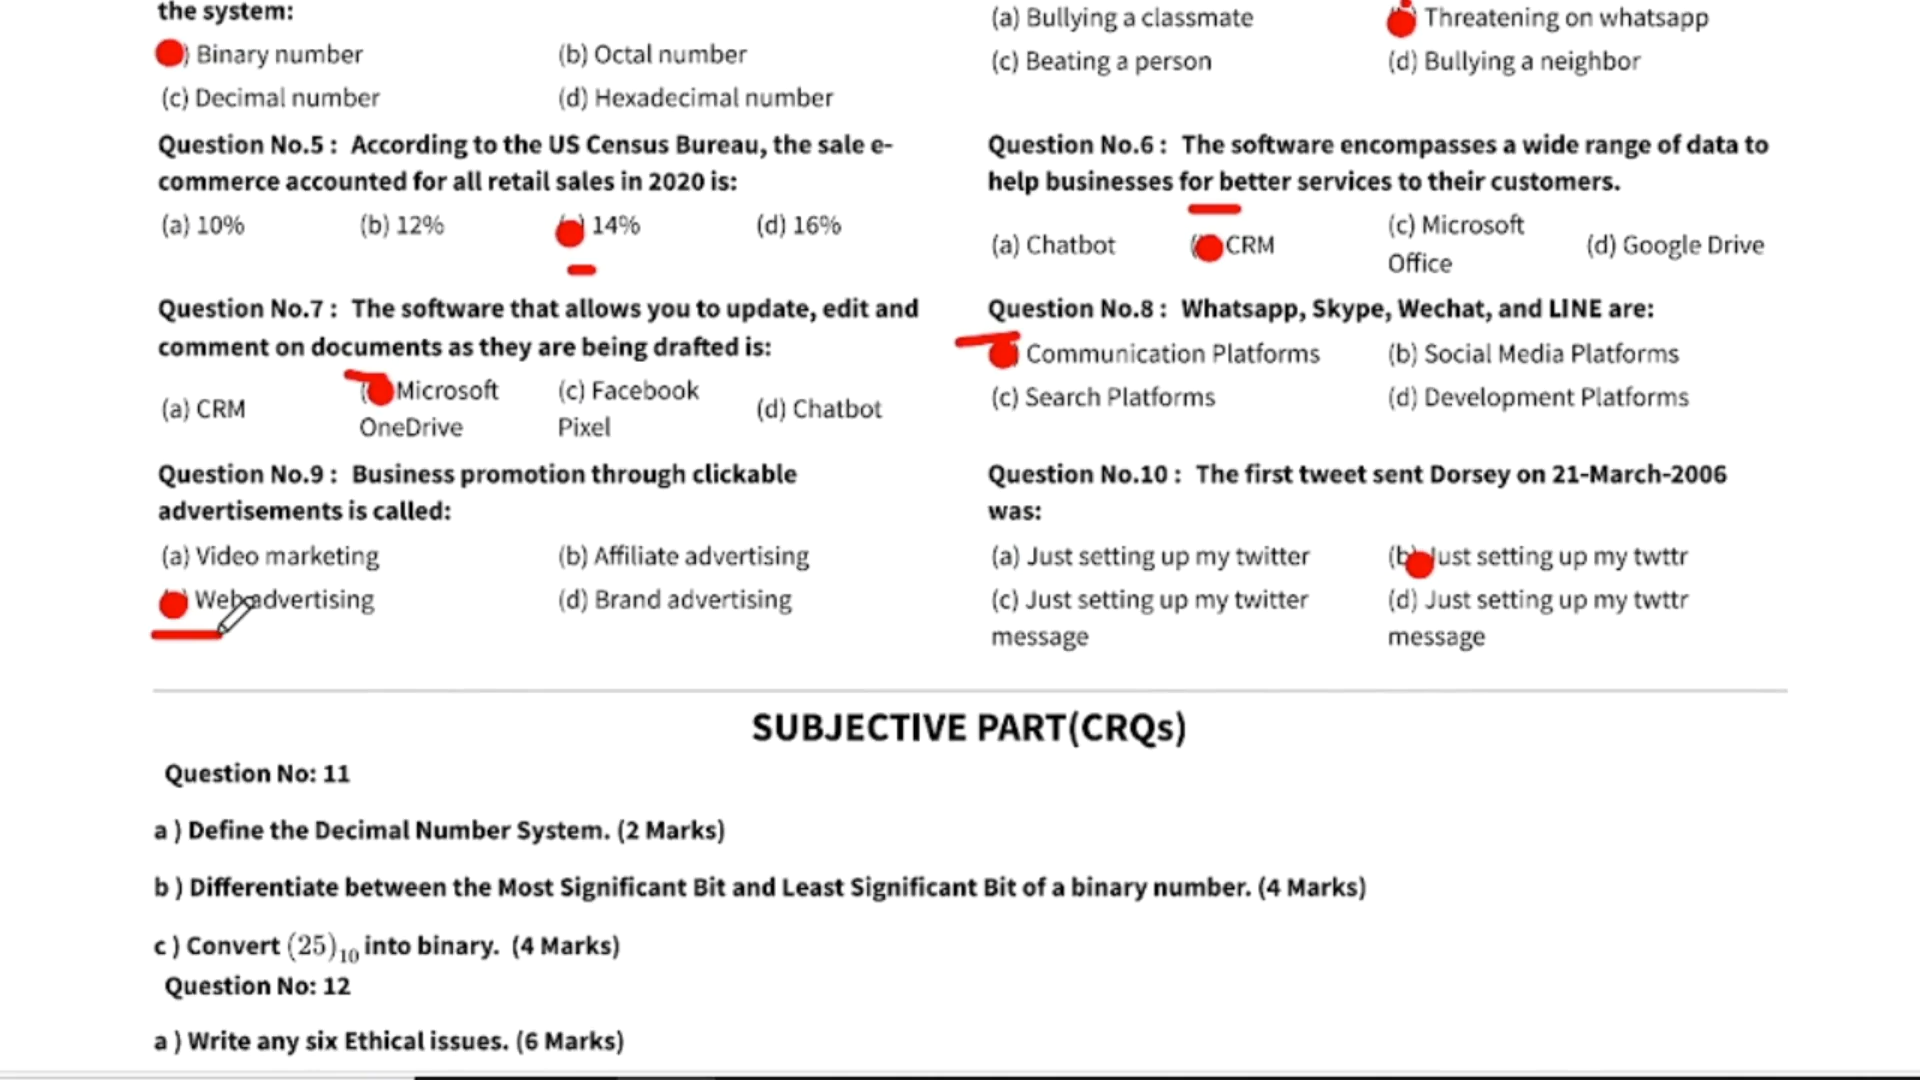 the system:
) Binary number (b) Octal number
(c) Decimal number (d) Hexadecimal number
(a) Bullying a classmate Threatening on whatsapp
(c) Beating a person (d) Bullying a neighbor
Question No.5 : According to the US Census Bureau, the sale e-
commerce accounted for all retail sales in 2020 is:
(a) 10% (b) 12% 14% (d) 16%
Question No.6 : The software encompasses a wide range of data to
help businesses for better services to their customers.
(a) Chatbot CRM (c) Microsoft
Office (d) Google Drive
Question No.7 : The software that allows you to update, edit and
comment on documents as they are being drafted is:
(a) CRM Microsoft
OneDrive (c) Facebook
Pixel (d) Chatbot
Question No.8 : Whatsapp, Skype, Wechat, and LINE are:
Communication Platforms (b) Social Media Platforms
(c) Search Platforms (d) Development Platforms
Question No.9 : Business promotion through clickable
advertisements is called:
(a) Video marketing (b) Affiliate advertising
Web advertising (d) Brand advertising
Question No.10 : The first tweet sent Dorsey on 21-March-2006
was:
(a) Just setting up my twitter (b) Just setting up my twttr
(c) Just setting up my twitter
message (d) Just setting up my twttr
message
SUBJECTIVE PART(CRQs)
Question No: 11
a ) Define the Decimal Number System. (2 Marks)
b ) Differentiate between the Most Significant Bit and Least Significant Bit of a binary number. (4 Marks)
c ) Convert (25)₁₀ into binary. (4 Marks)
Question No: 12
a ) Write any six Ethical issues. (6 Marks)